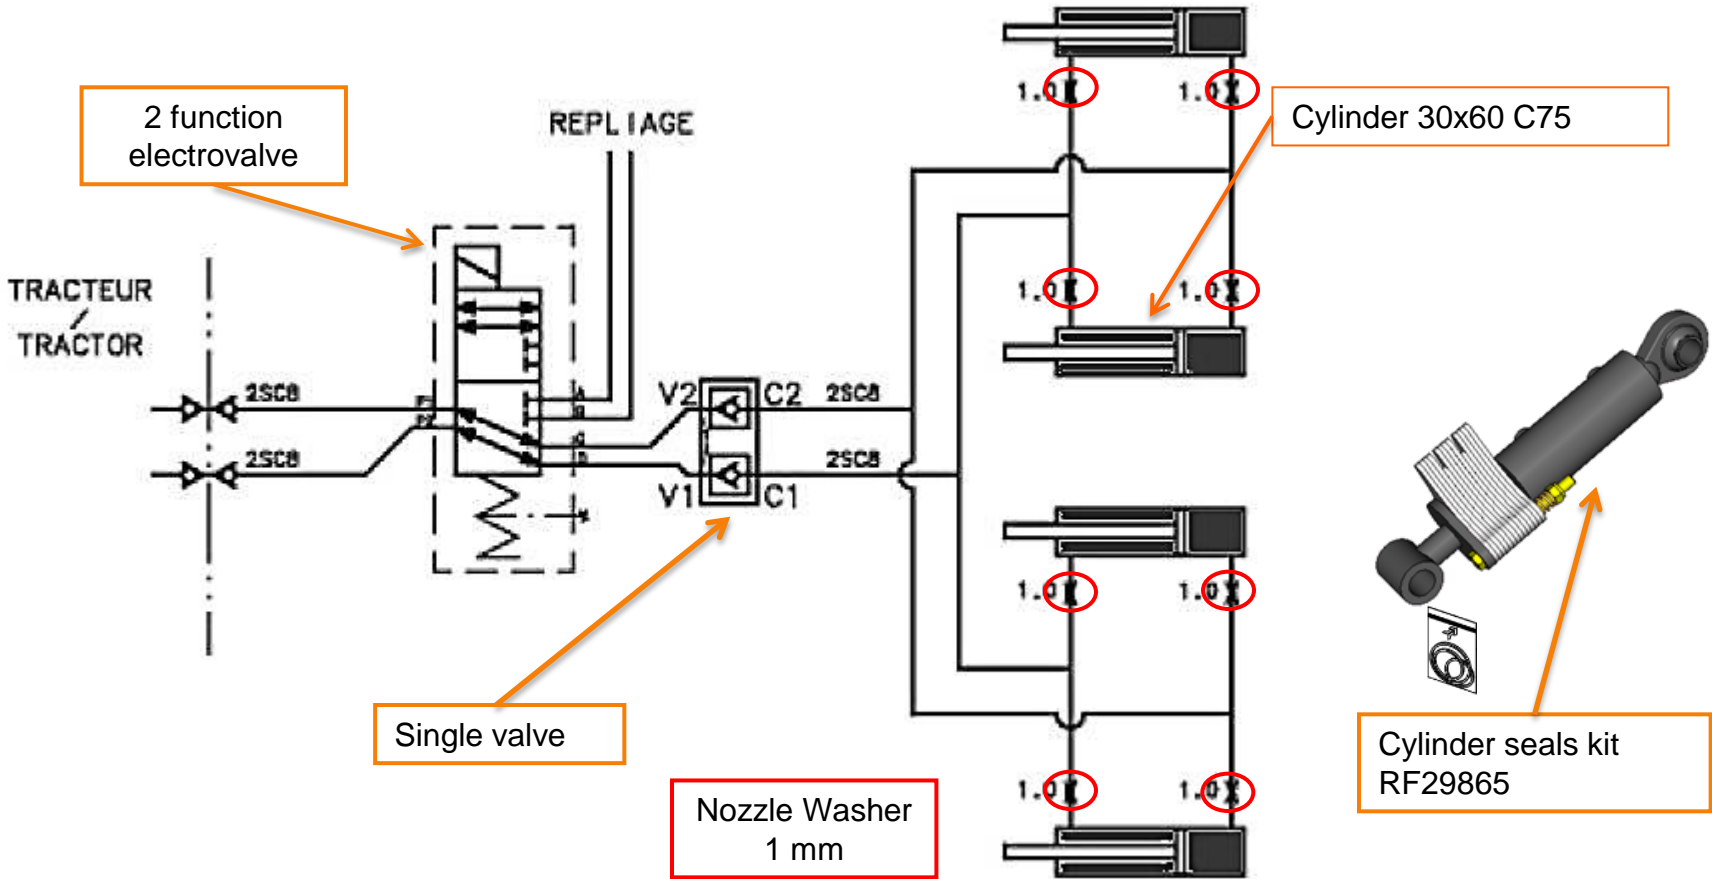 2 function
electrovalve
REPLIAGE
Cylinder 30x60 C75
TRACTEUR
/
TRACTOR
1.0
1.0
1.0
1.0
2SC8
V2
C2
2SC8
2SC8
V1
C1
2SC8
1.0
1.0
Single valve
Nozzle Washer
1 mm
1.0
1.0
Cylinder seals kit
RF29865